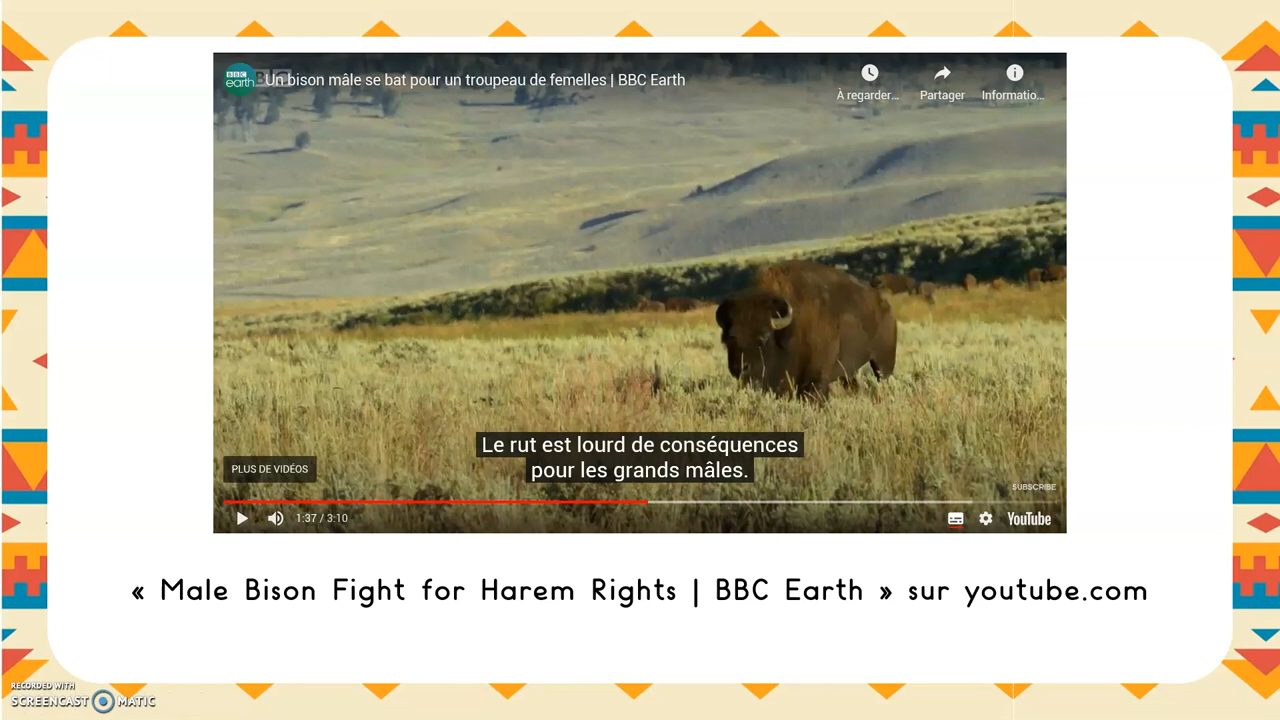 BBC
earth
Un bison mâle se bat pour un troupeau de femelles | BBC Earth
À regarder...
Partager
Informatio...
Le rut est lourd de conséquences
pour les grands mâles.
PLUS DE VIDÉOS
SUBSCRIBE
1:37 / 3:10
YouTube
« Male Bison Fight for Harem Rights | BBC Earth » sur youtube.com
RECORDED WITH
SCREENCAST MATIC